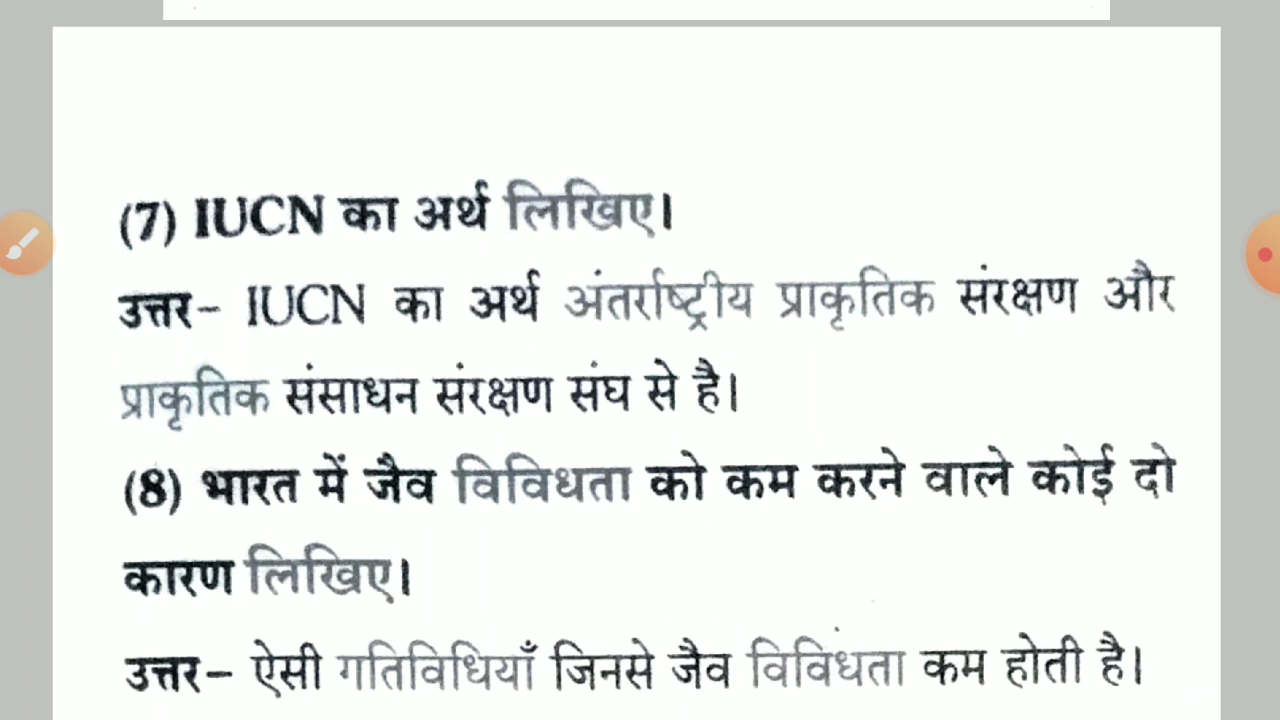 (7) IUCN का अर्थ लिखिए।
उत्तर- IUCN का अर्थ अंतर्राष्ट्रीय प्राकृतिक संरक्षण और
प्राकृतिक संसाधन संरक्षण संघ से है।
(8) भारत में जैव विविधता को कम करने वाले कोई दो
कारण लिखिए।
उत्तर- ऐसी गतिविधियाँ जिनसे जैव विविधता कम होती है।